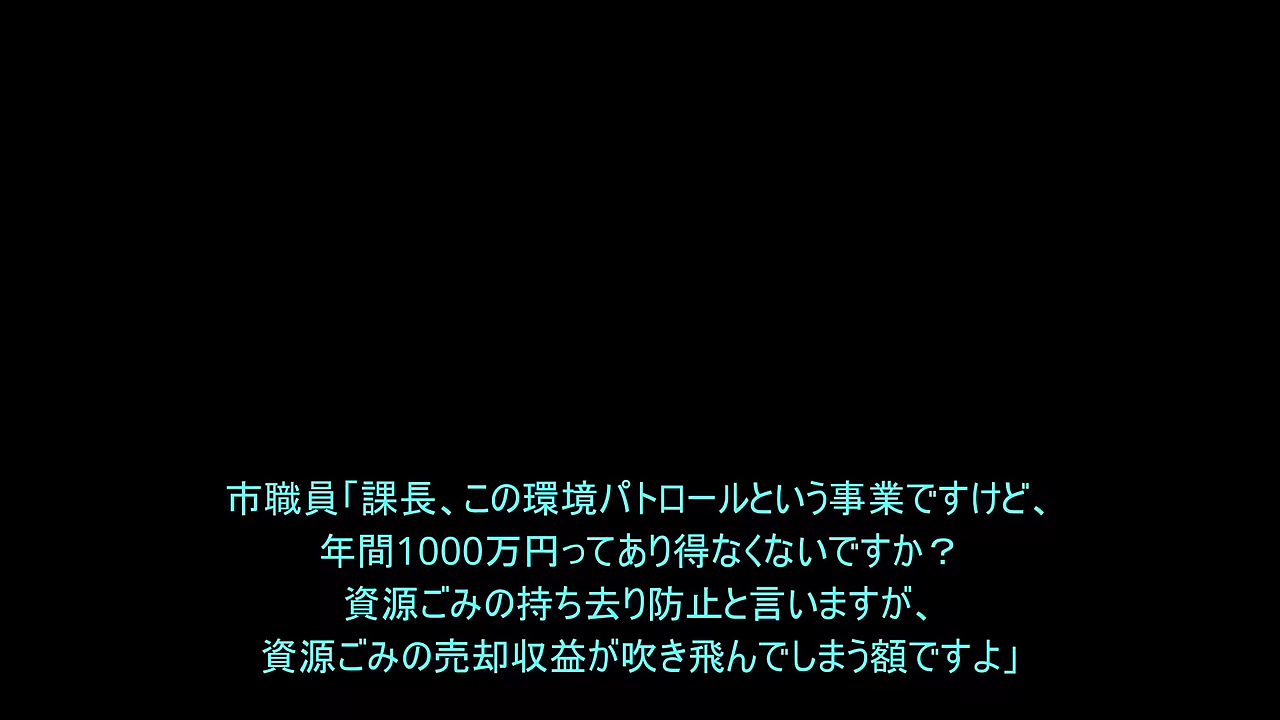 市職員｢課長、この環境パトロールという事業ですけど、
年間1000万円ってあり得なくないですか？
資源ごみの持ち去り防止と言いますが、
資源ごみの売却収益が吹き飛んでしまう額ですよ｣